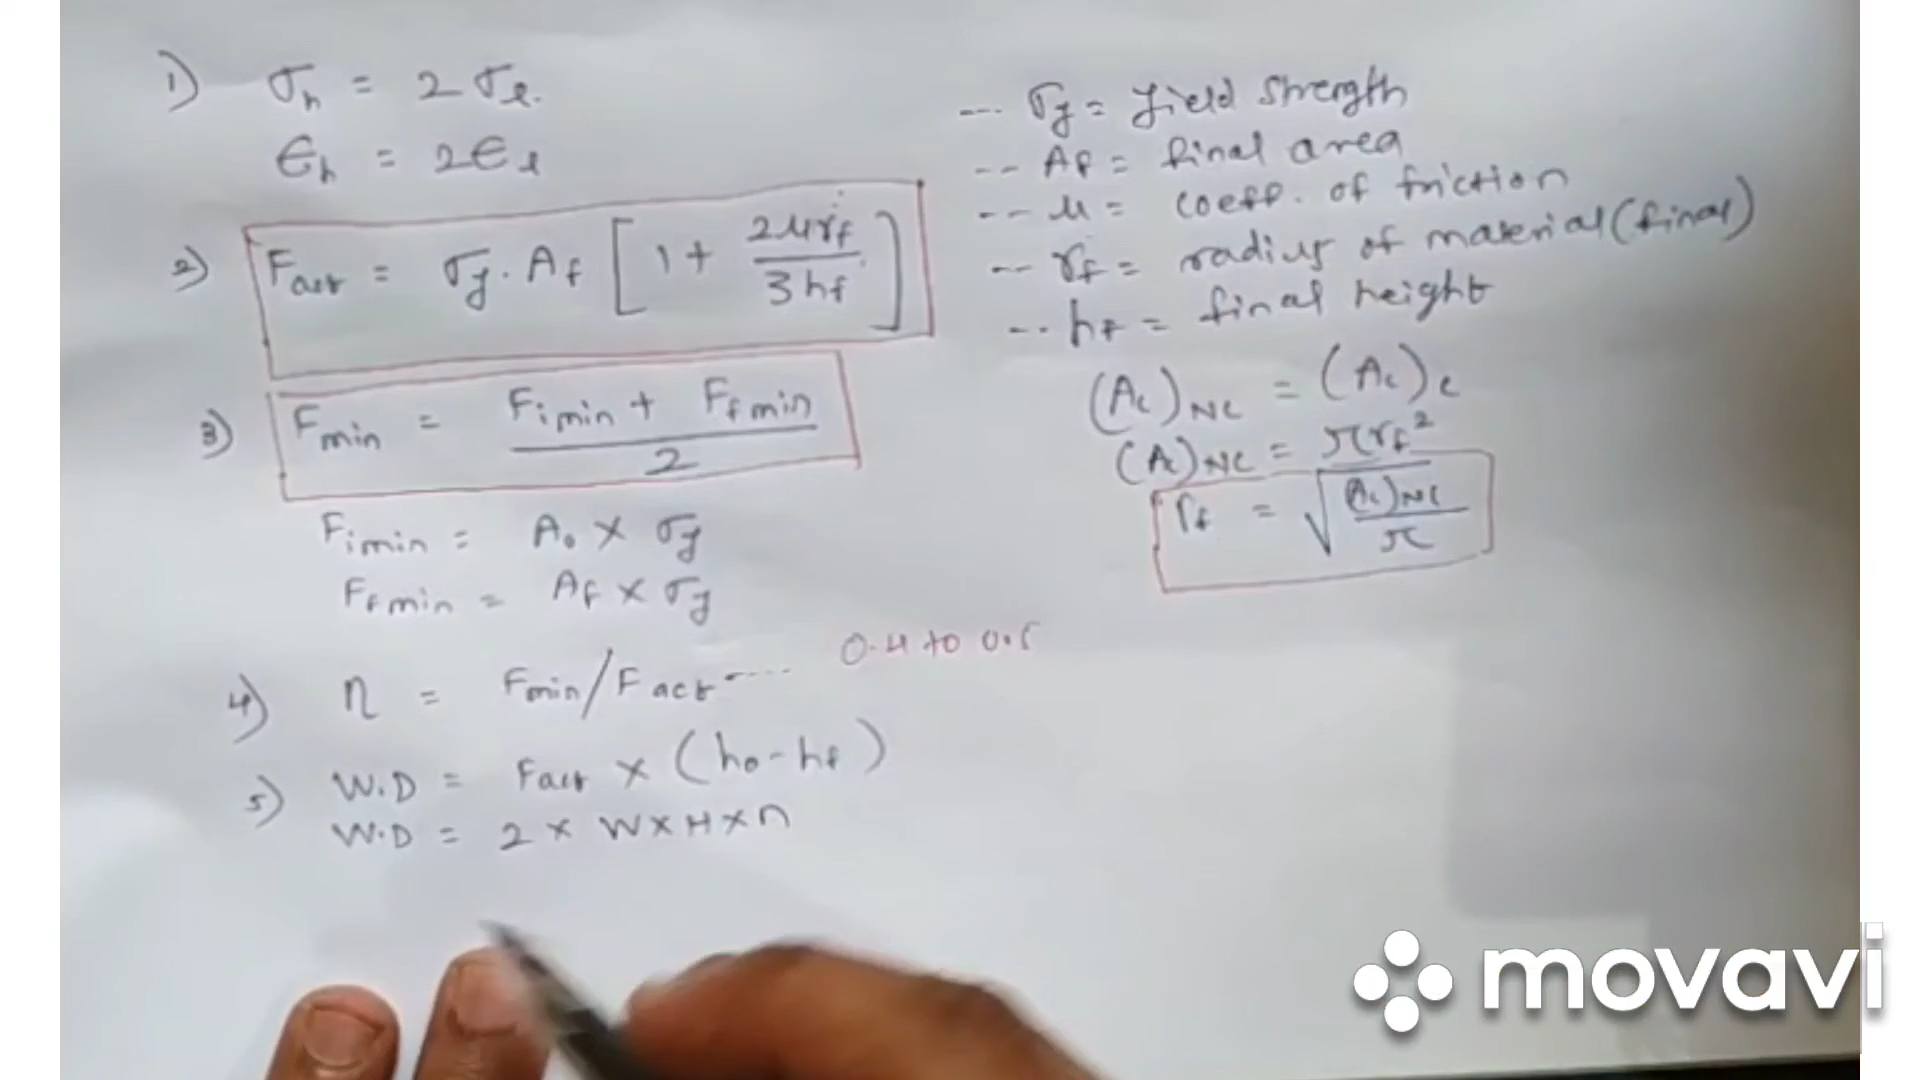 1) σh = 2σl.
ϵh = 2ϵl
2) Fact = σy . Af [ 1 + 2μrf / 3hf ]
3) Fmin = Fimin + Ffmin / 2
Fimin = A₀ × σy
Ffmin = Af × σy
4) η = Fmin/Fact ---- 0.4 to 0.
5) W.D = Fact × (h₀ - hf)
W.D = 2 × W × H × n
--- σy = Yield strength
-- Af = final area
-- μ = coeff. of friction
-- rf = radius of material (final)
-- hf = final height
(Ac)NC = (Ac)c
(Ac)NC = πrf²
rf = √((Ac)NC / π)
movavi